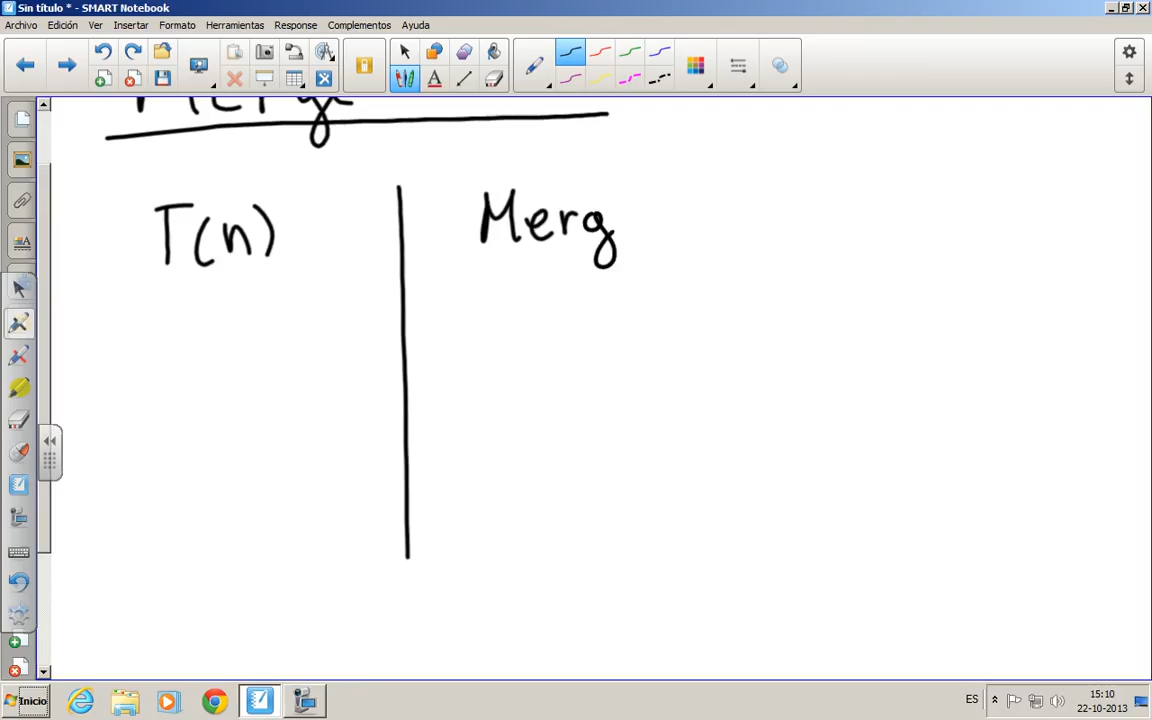 Sin título * - SMART Notebook
Archivo Edición Ver Insertar Formato Herramientas Response Complementos Ayuda
Merge
T(n) Merg
Inicio ES 15:10
22-10-2013